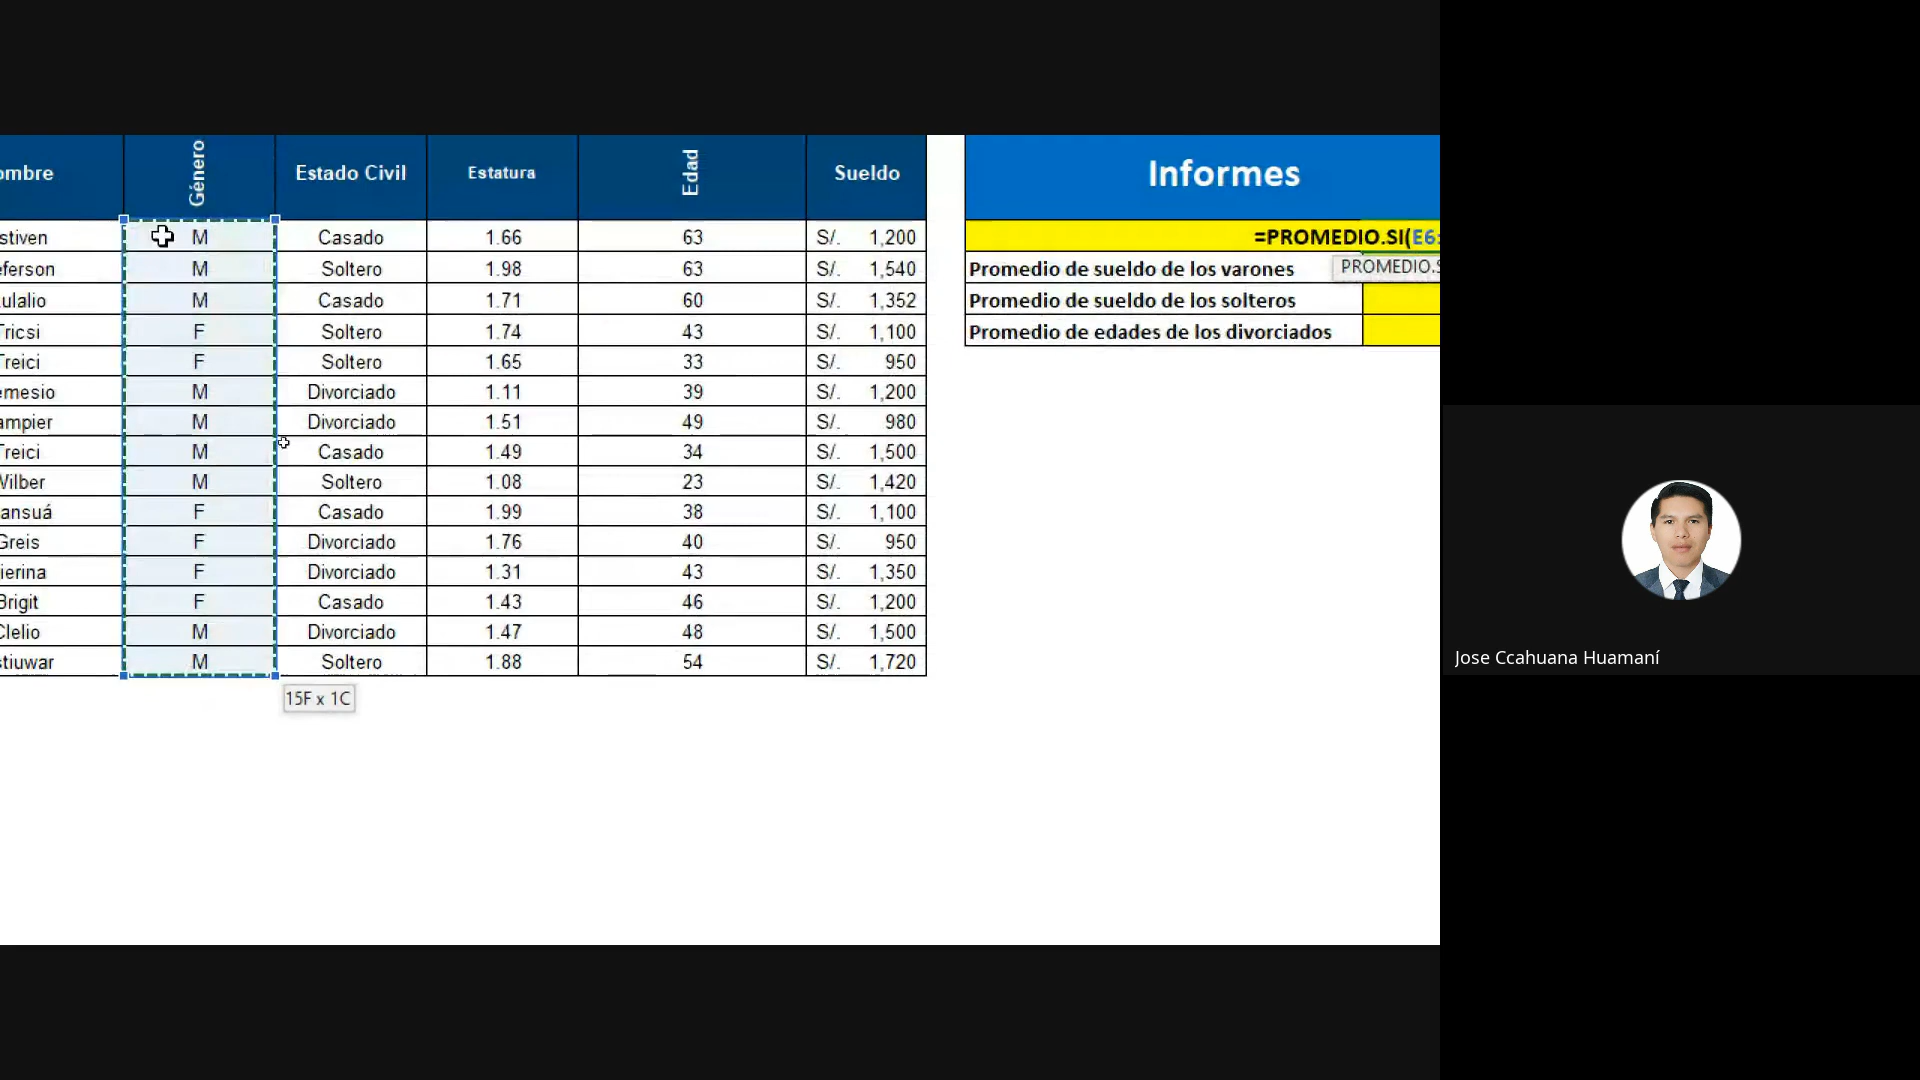 ombre Género Estado Civil Estatura Edad Sueldo Informes
stiven M Casado 1.66 63 S/. 1,200 =PROMEDIO.SI(E6:
eferson M Soltero 1.98 63 S/. 1,540 Promedio de sueldo de los varones PROMEDIO.S
ulalio M Casado 1.71 60 S/. 1,352 Promedio de sueldo de los solteros
Tricsi F Soltero 1.74 43 S/. 1,100 Promedio de edades de los divorciados
Treici F Soltero 1.65 33 S/. 950
emesio M Divorciado 1.11 39 S/. 1,200
ampier M Divorciado 1.51 49 S/. 980
Treici M Casado 1.49 34 S/. 1,500
Wilber M Soltero 1.08 23 S/. 1,420
ansuá F Casado 1.99 38 S/. 1,100
Greis F Divorciado 1.76 40 S/. 950
ierina F Divorciado 1.31 43 S/. 1,350
Brigit F Casado 1.43 46 S/. 1,200
Clelio M Divorciado 1.47 48 S/. 1,500
stiuwar M Soltero 1.88 54 S/. 1,720
15F x 1C
Jose Ccahuana Huamaní